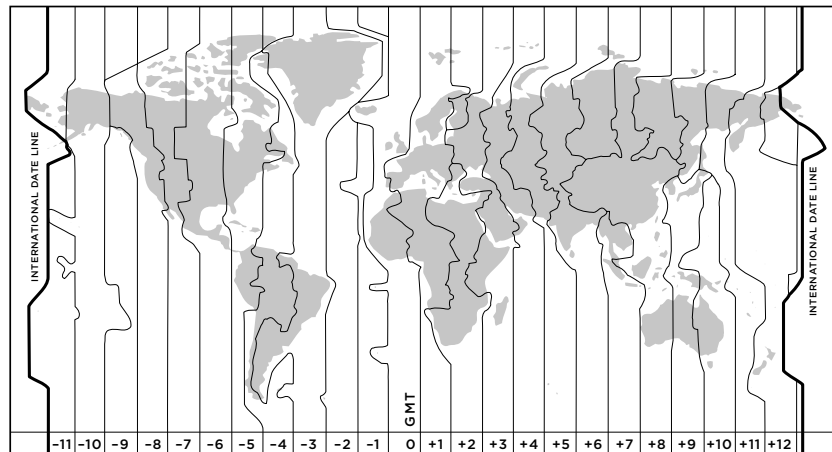 INTERNATIONAL DATE LINE
INTERNATIONAL DATE LINE
GMT
–11 –10 –9 –8 –7 –6 –5 –4 –3 –2 –1 0 +1 +2 +3 +4 +5 +6 +7 +8 +9 +10 +11 +12